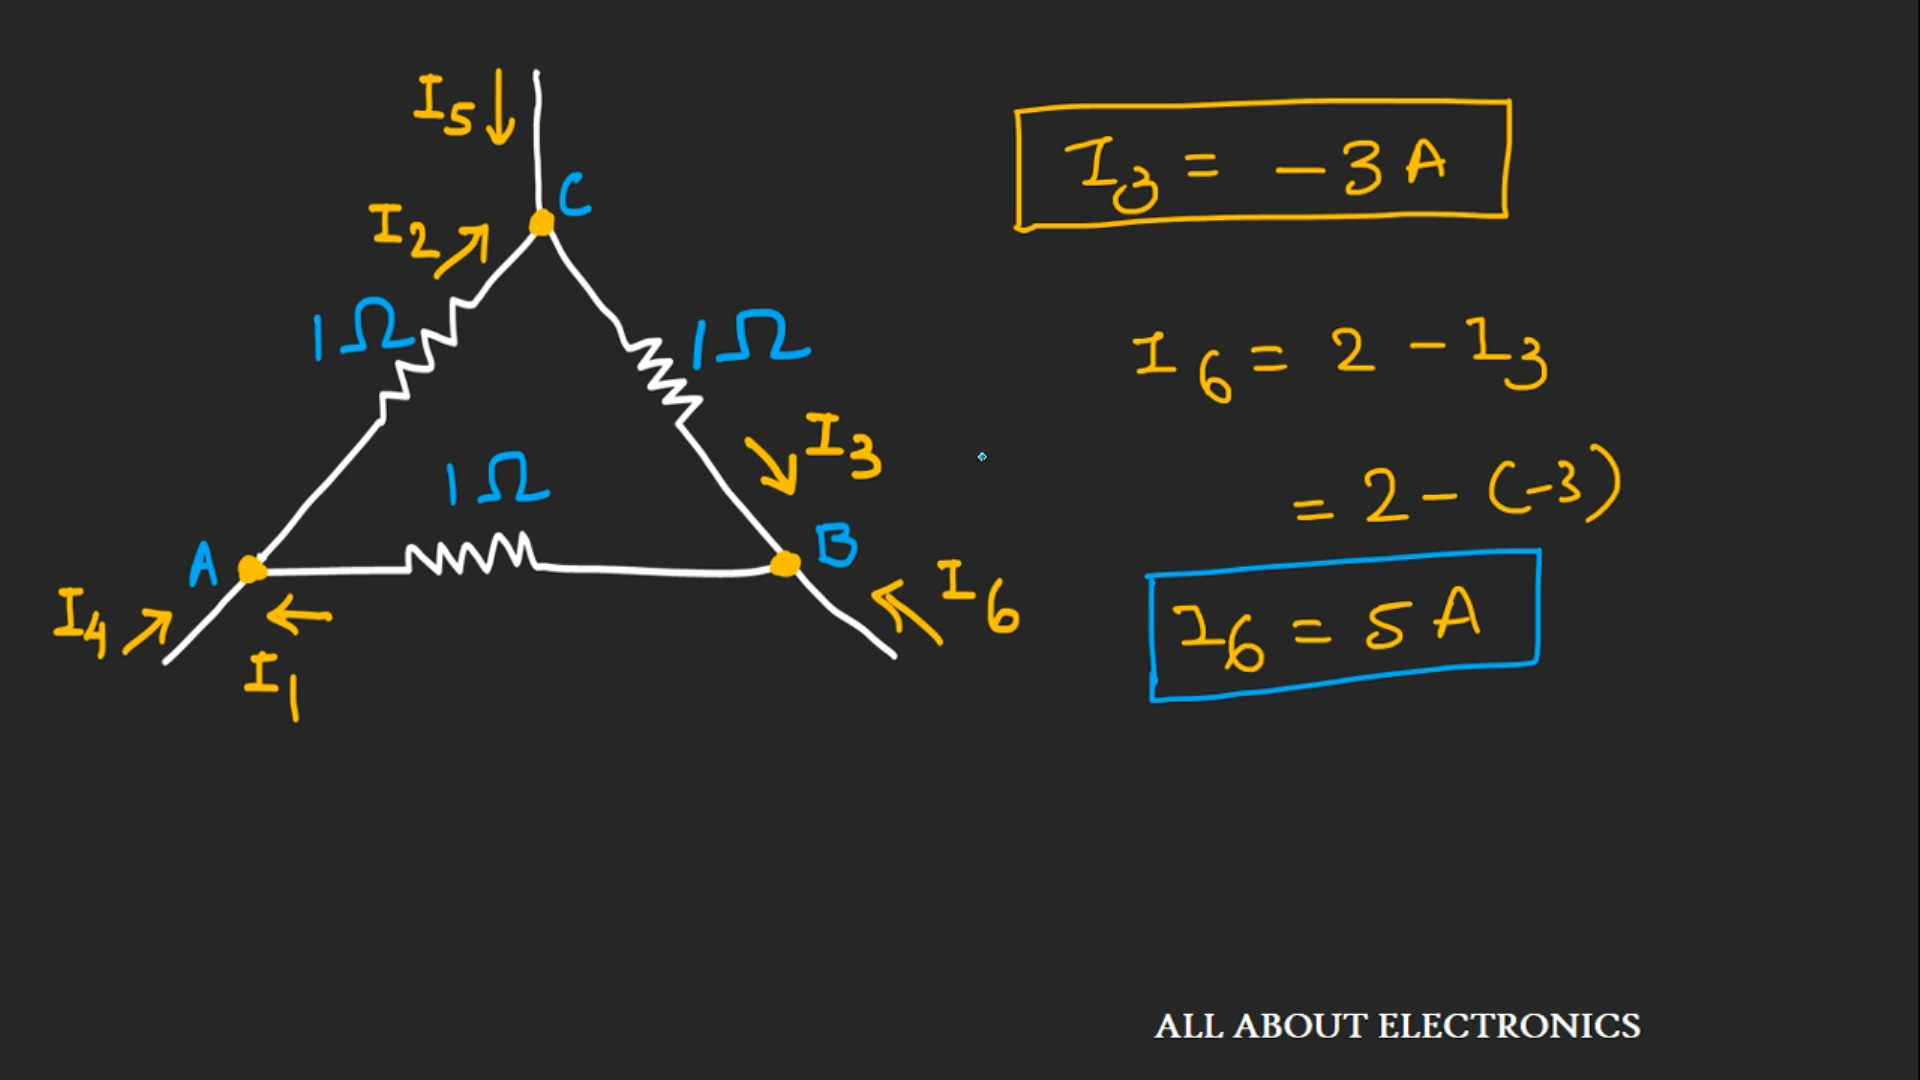 I5
C
I2
1Ω
1Ω
I3
1Ω
A
B
I4
I1
I6
I3 = -3 A
I6 = 2 - I3
= 2 - (-3)
I6 = 5 A
ALL ABOUT ELECTRONICS